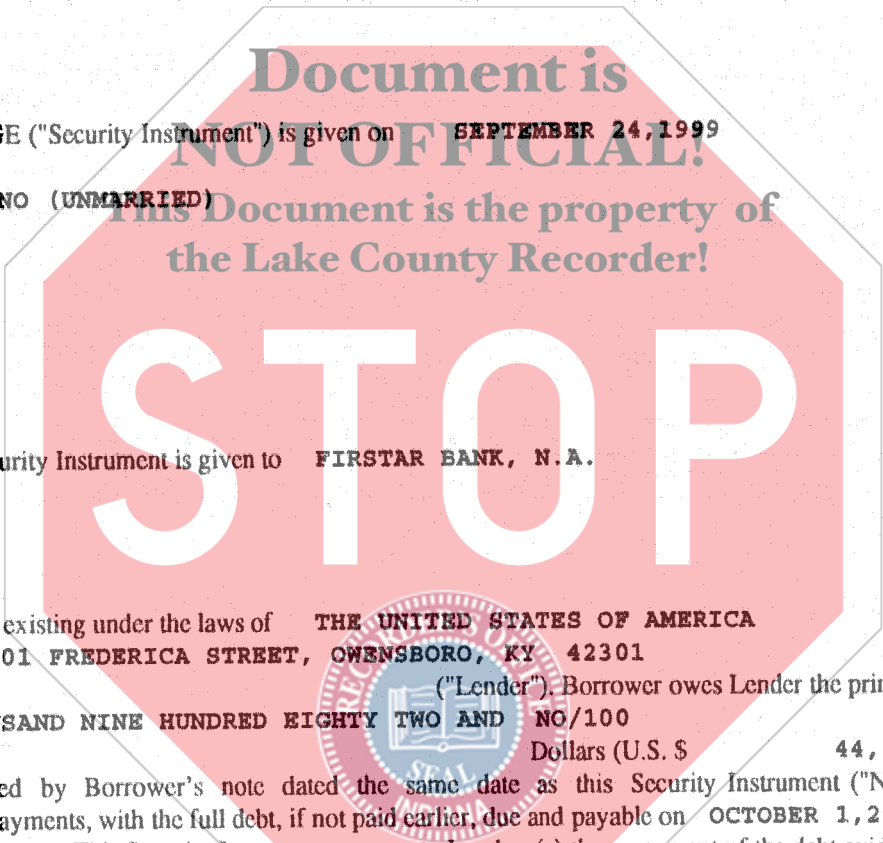 Document is
GE ("Security Instrument") is given on SEPTEMBER 24,1999
NOT OFFICIAL!
NO (UNMARRIED)
This Document is the property of
the Lake County Recorder!
STOP
urity Instrument is given to FIRSTAR BANK, N.A.
existing under the laws of THE UNITED STATES OF AMERICA
01 FREDERICA STREET, OWENSBORO, KY 42301
("Lender"). Borrower owes Lender the prin
SAND NINE HUNDRED EIGHTY TWO AND NO/100
Dollars (U.S. $ 44,
ed by Borrower's note dated the same date as this Security Instrument ("N
ayments, with the full debt, if not paid earlier, due and payable on OCTOBER 1,2
RECORDER'S OFFICE
SEAL
INDIANA